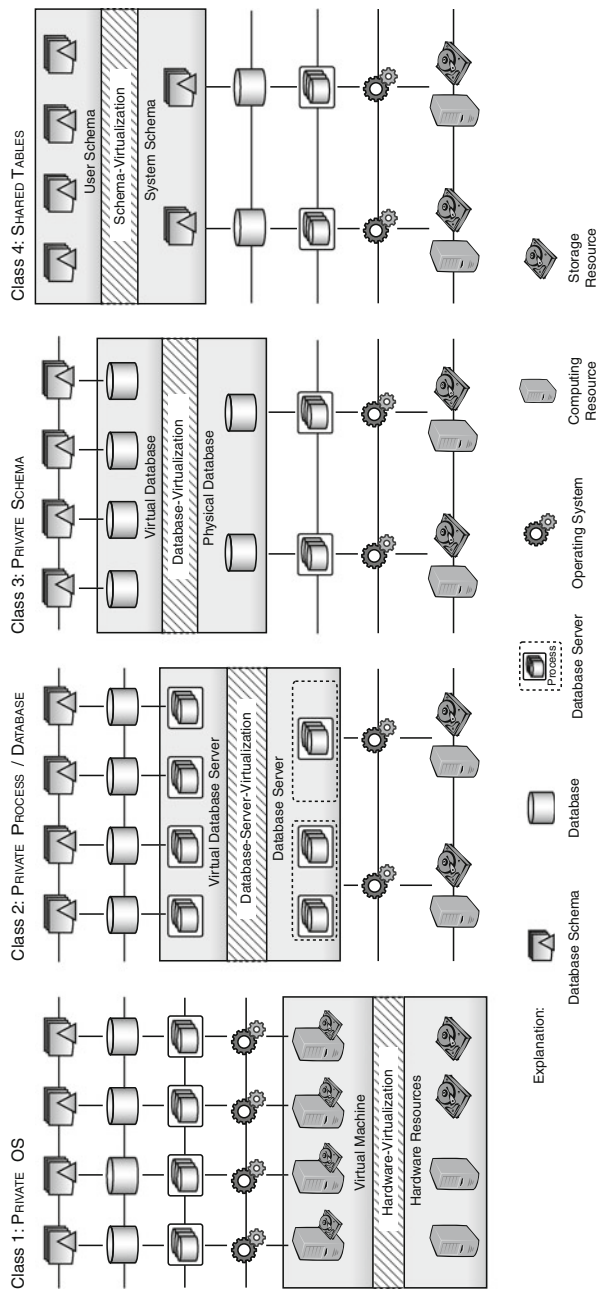 Class 1: PRIVATE OS
Virtual Machine
Hardware-Virtualization
Hardware Resources
Class 2: PRIVATE PROCESS / DATABASE
Virtual Database Server
Database-Server-Virtualization
Database Server
Class 3: PRIVATE SCHEMA
Virtual Database
Database-Virtualization
Physical Database
Class 4: SHARED TABLES
User Schema
Schema-Virtualization
System Schema
Explanation:
Database Schema
Database
Process
Database Server
Operating System
Computing
Resource
Storage
Resource